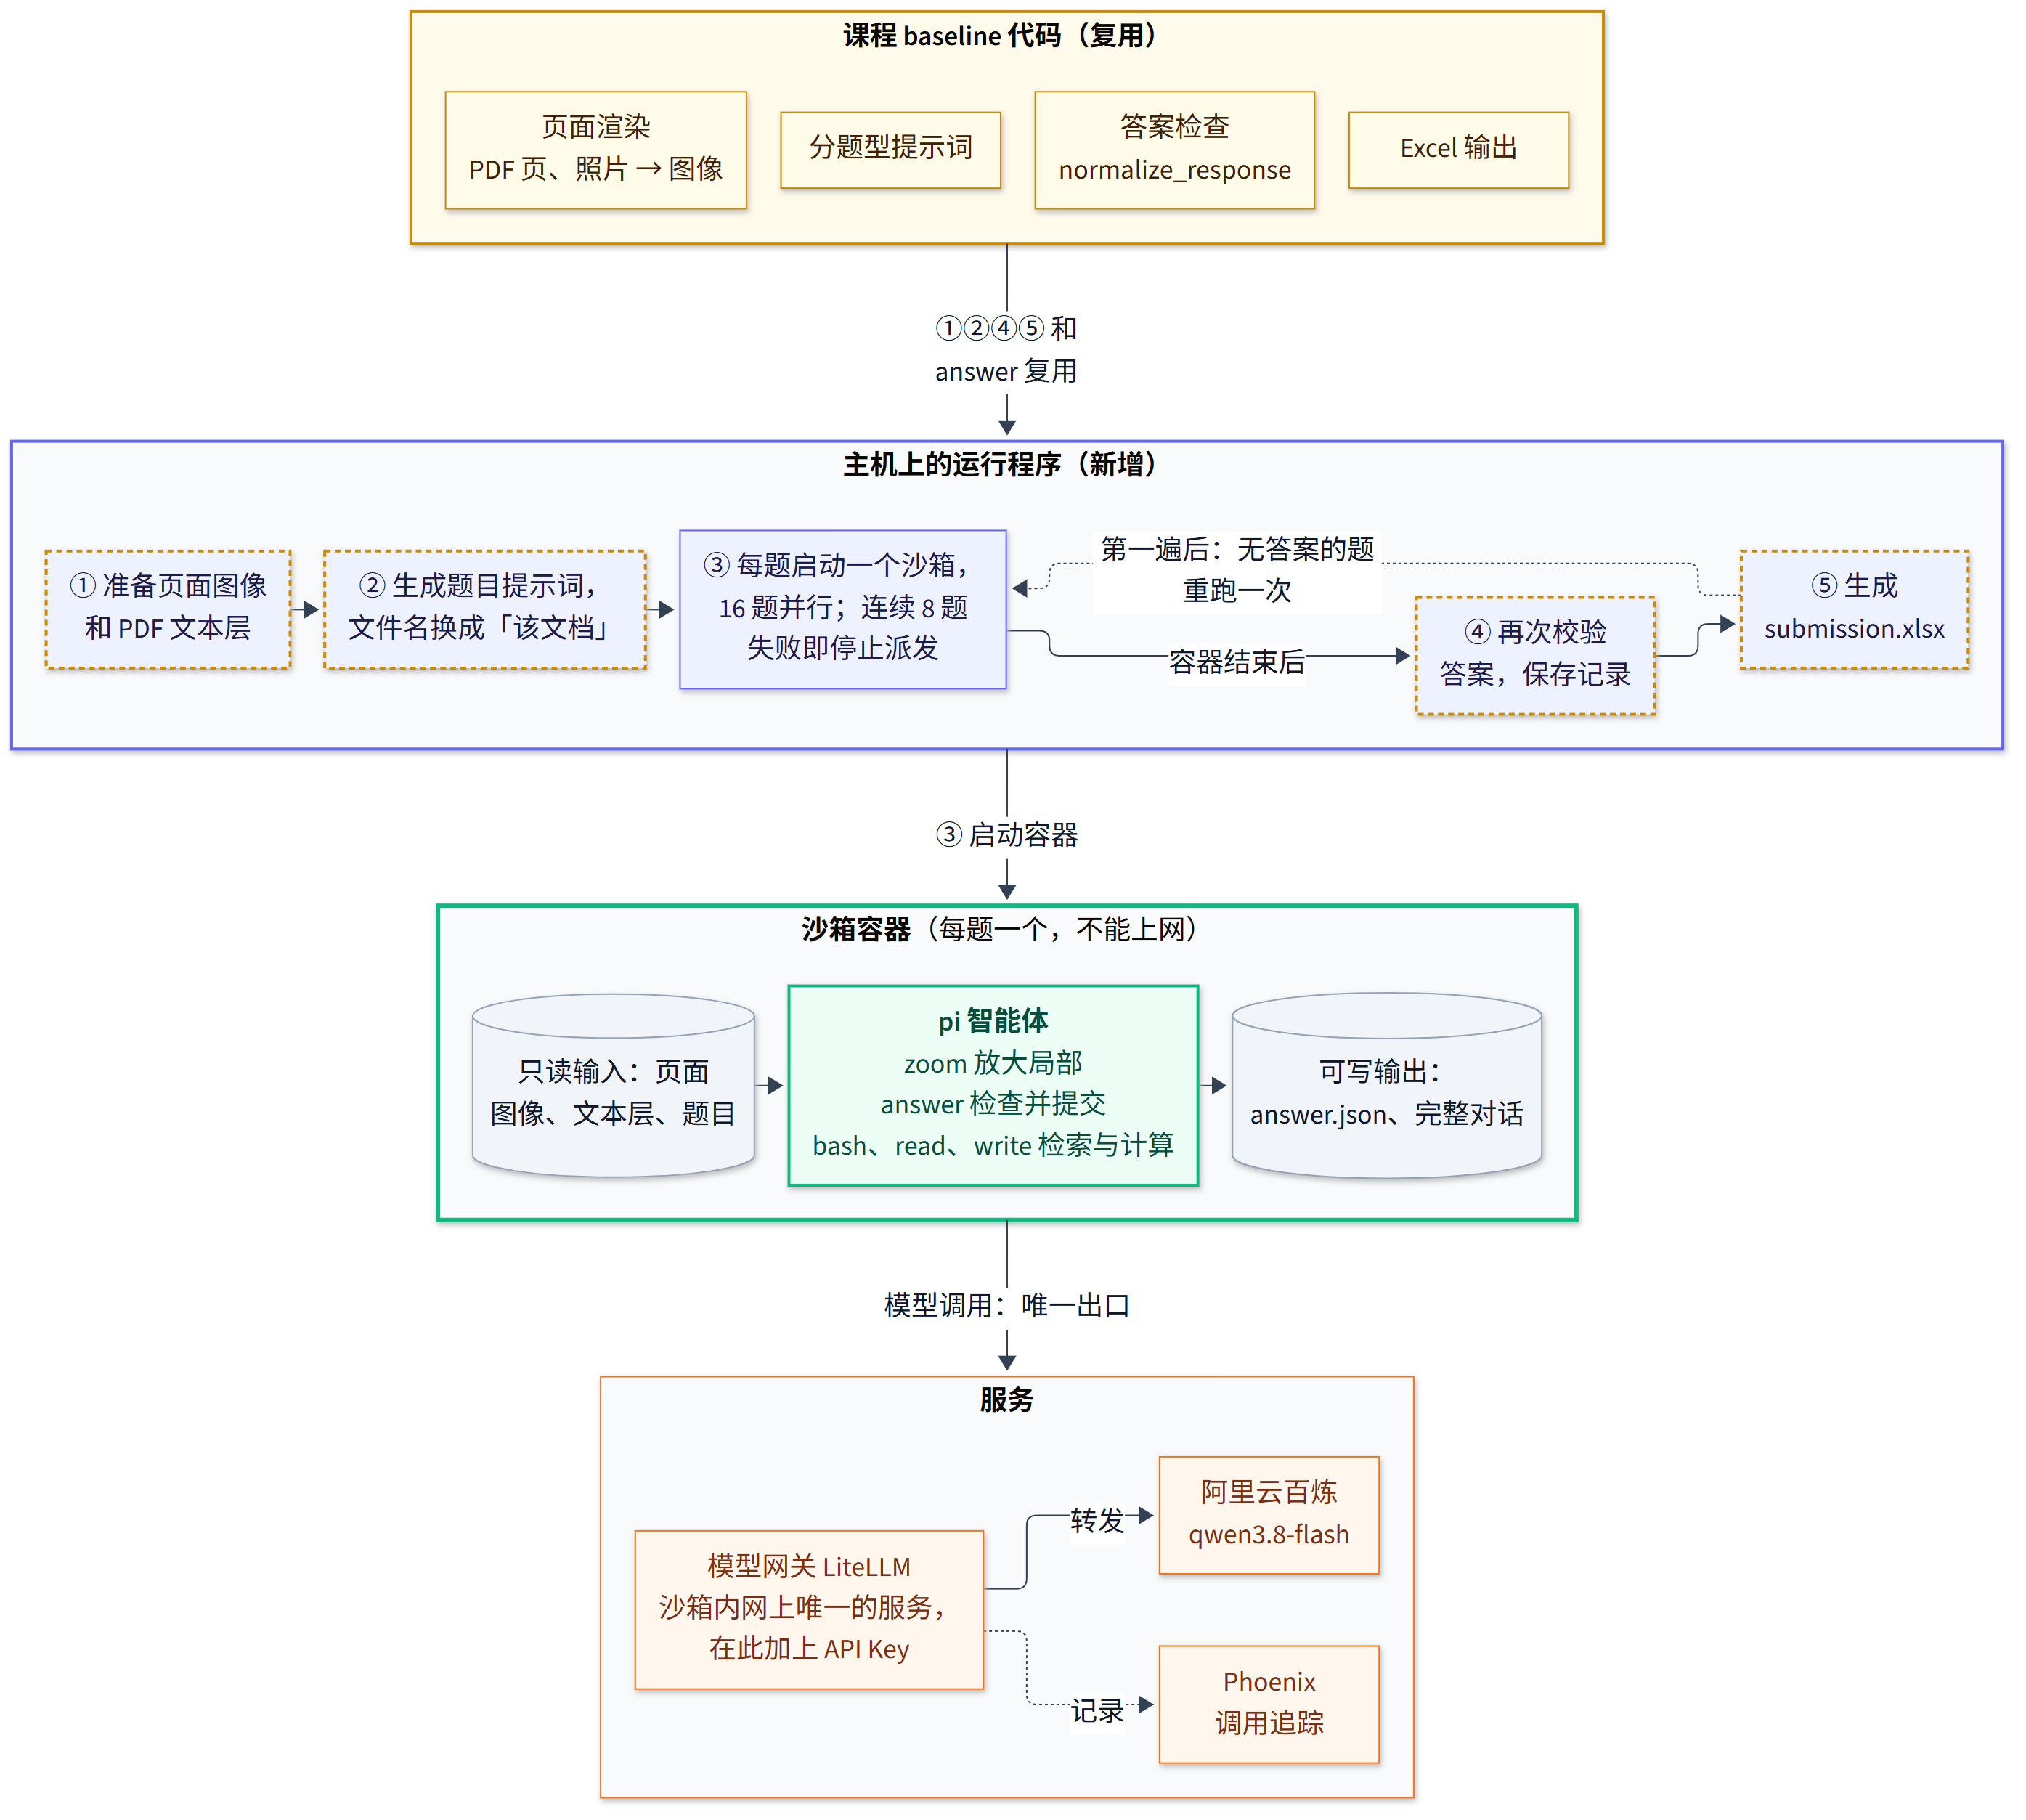 课程 baseline 代码（复用）
页面渲染
PDF 页、照片 → 图像
分题型提示词
答案检查
normalize_response
Excel 输出
①②④⑤ 和
answer 复用
主机上的运行程序（新增）
① 准备页面图像
和 PDF 文本层
② 生成题目提示词，
文件名换成「该文档」
③ 每题启动一个沙箱，
16 题并行；连续 8 题
失败即停止派发
第一遍后：无答案的题
重跑一次
容器结束后
④ 再次校验
答案，保存记录
⑤ 生成
submission.xlsx
③ 启动容器
沙箱容器（每题一个，不能上网）
只读输入：页面
图像、文本层、题目
pi 智能体
zoom 放大局部
answer 检查并提交
bash、read、write 检索与计算
可写输出：
answer.json、完整对话
模型调用：唯一出口
服务
模型网关 LiteLLM
沙箱内网上唯一的服务，
在此加上 API Key
转发
阿里云百炼
qwen3.8-flash
记录
Phoenix
调用追踪